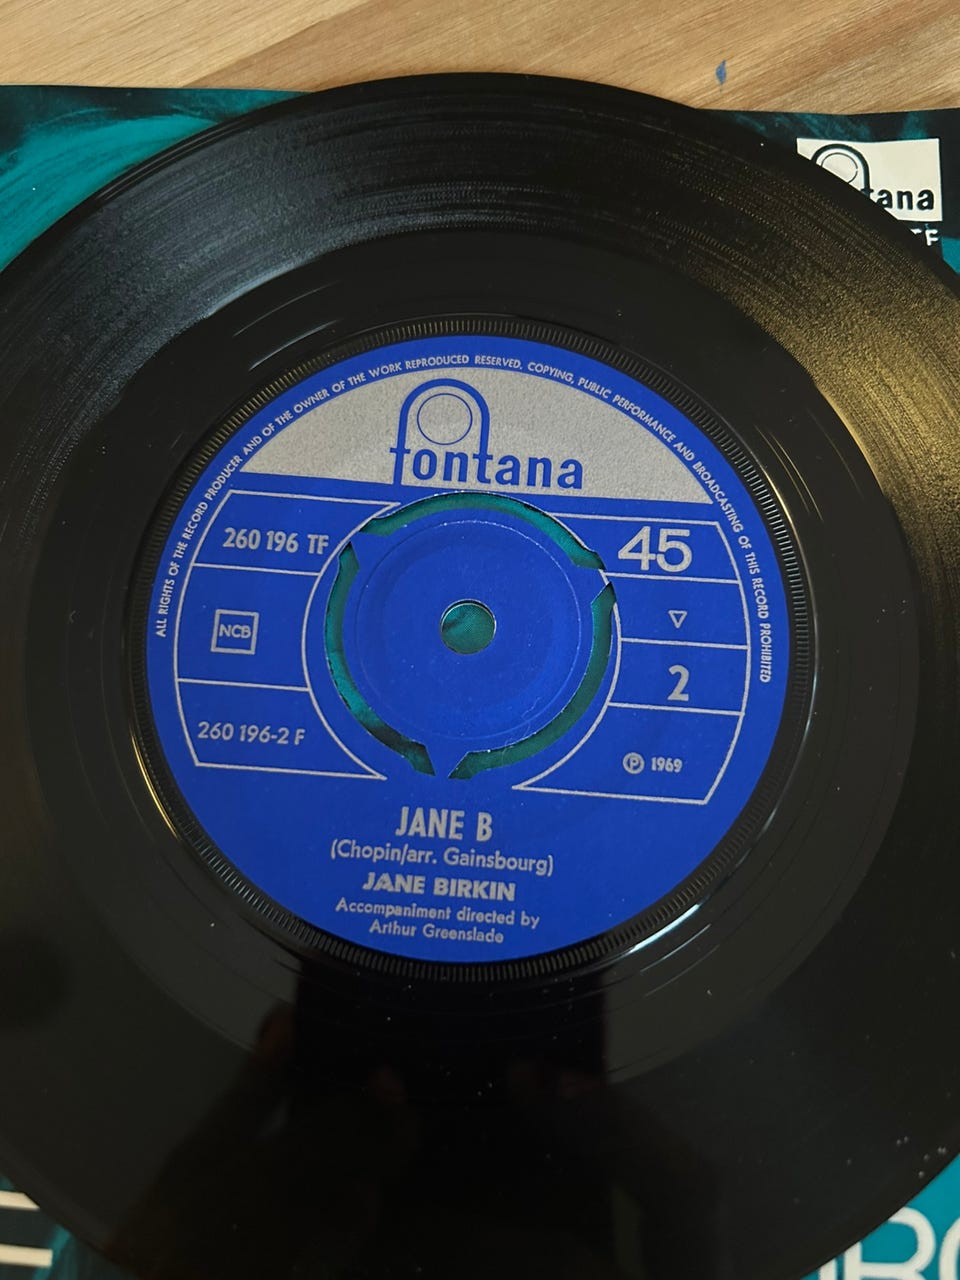 fontana
TF
ALL RIGHTS OF THE RECORD PRODUCER AND OF THE OWNER OF THE WORK REPRODUCED RESERVED. COPYING, PUBLIC PERFORMANCE AND BROADCASTING OF THIS RECORD PROHIBITED
fontana
260 196 TF
45
NCB
▽
2
260 196-2 F
℗ 1969
JANE B
(Chopin/arr. Gainsbourg)
JANE BIRKIN
Accompaniment directed by
Arthur Greenslade